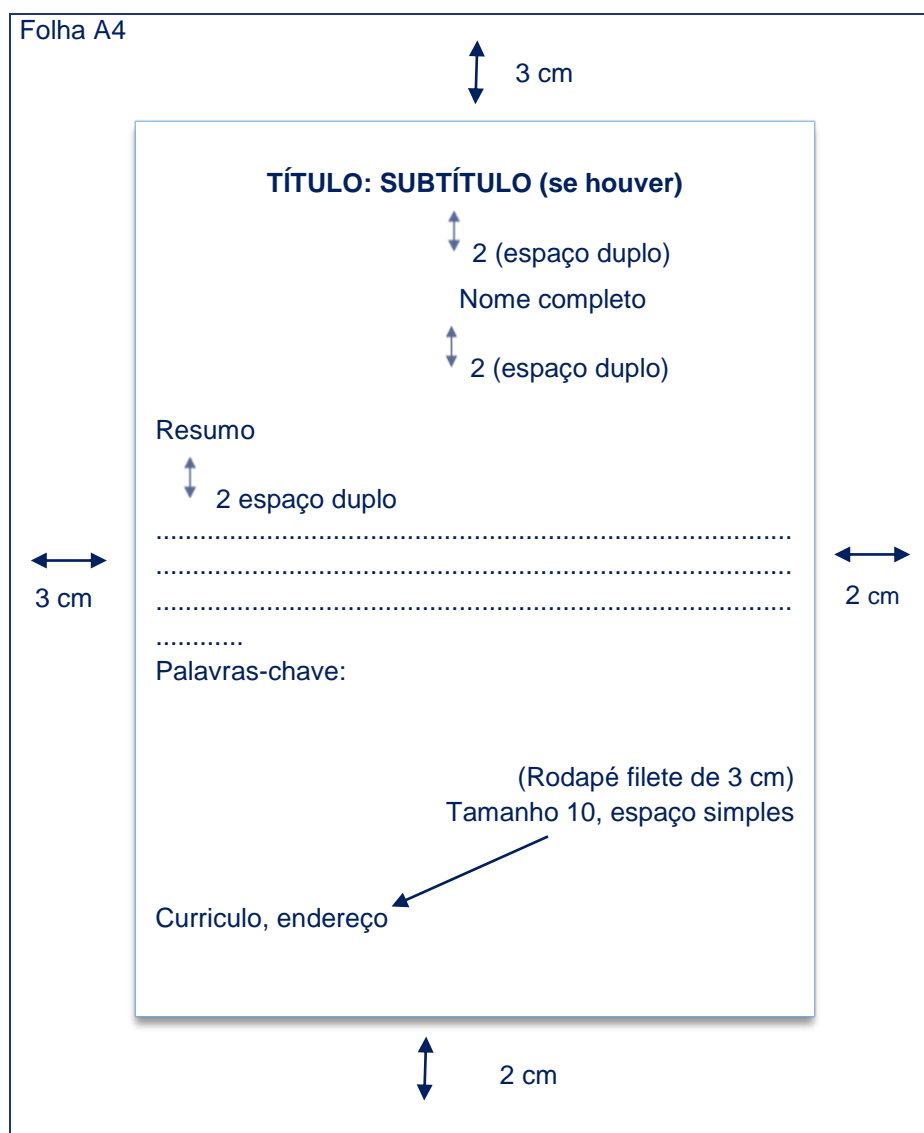 Folha A4
3 cm
TÍTULO: SUBTÍTULO (se houver)
2 (espaço duplo)
Nome completo
2 (espaço duplo)
Resumo
2 espaço duplo
.......................................................................................
.......................................................................................
3 cm
2 cm
.......................................................................................
............
Palavras-chave:
(Rodapé filete de 3 cm)
Tamanho 10, espaço simples
Curriculo, endereço
2 cm